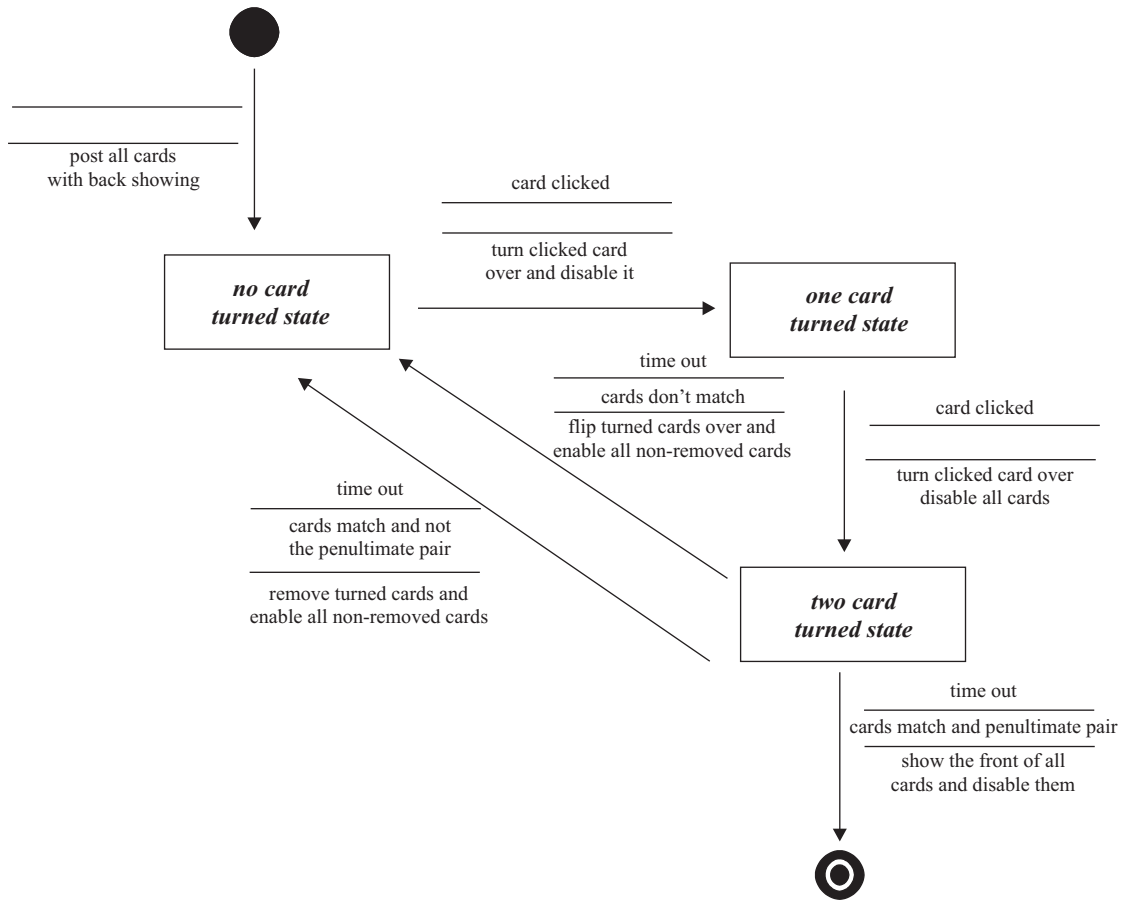 post all cards
with back showing
card clicked
turn clicked card
over and disable it
no card
turned state
one card
turned state
time out
cards don’t match
flip turned cards over and
enable all non-removed cards
card clicked
turn clicked card over
disable all cards
time out
cards match and not
the penultimate pair
remove turned cards and
enable all non-removed cards
two card
turned state
time out
cards match and penultimate pair
show the front of all
cards and disable them